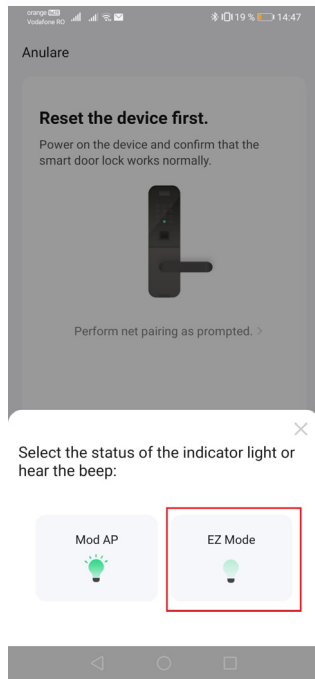 orange VoLTE
Vodafone RO
19 % 14:47
Anulare
Reset the device first.
Power on the device and confirm that the
smart door lock works normally.
Perform net pairing as prompted. >
Select the status of the indicator light or
hear the beep:
Mod AP
EZ Mode